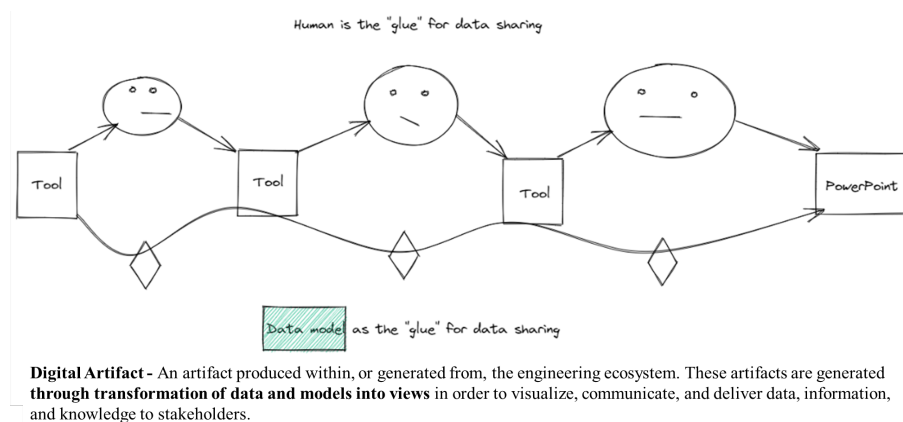 Human is the "glue" for data sharing
Tool
Tool
Tool
PowerPoint
Data model as the "glue" for data sharing
Digital Artifact - An artifact produced within, or generated from, the engineering ecosystem. These artifacts are generated
through transformation of data and models into views in order to visualize, communicate, and deliver data, information,
and knowledge to stakeholders.